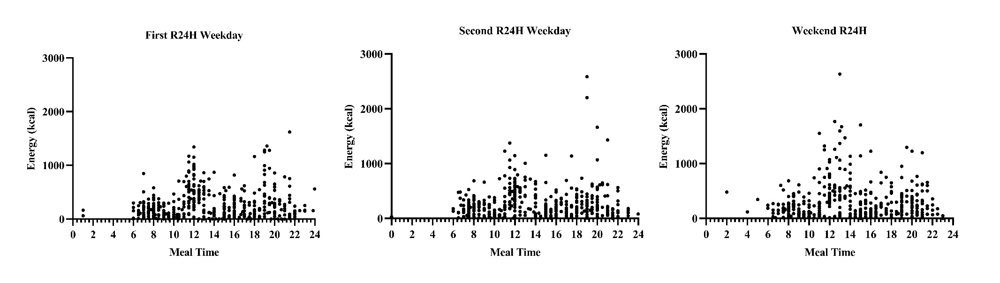 First R24H Weekday
3000
2000
1000
0
Energy (kcal)
0 2 4 6 8 10 12 14 16 18 20 22 24
Meal Time
Second R24H Weekday
3000
2000
1000
0
Energy (kcal)
0 2 4 6 8 10 12 14 16 18 20 22 24
Meal Time
Weekend R24H
3000
2000
1000
0
Energy (kcal)
0 2 4 6 8 10 12 14 16 18 20 22 24
Meal Time